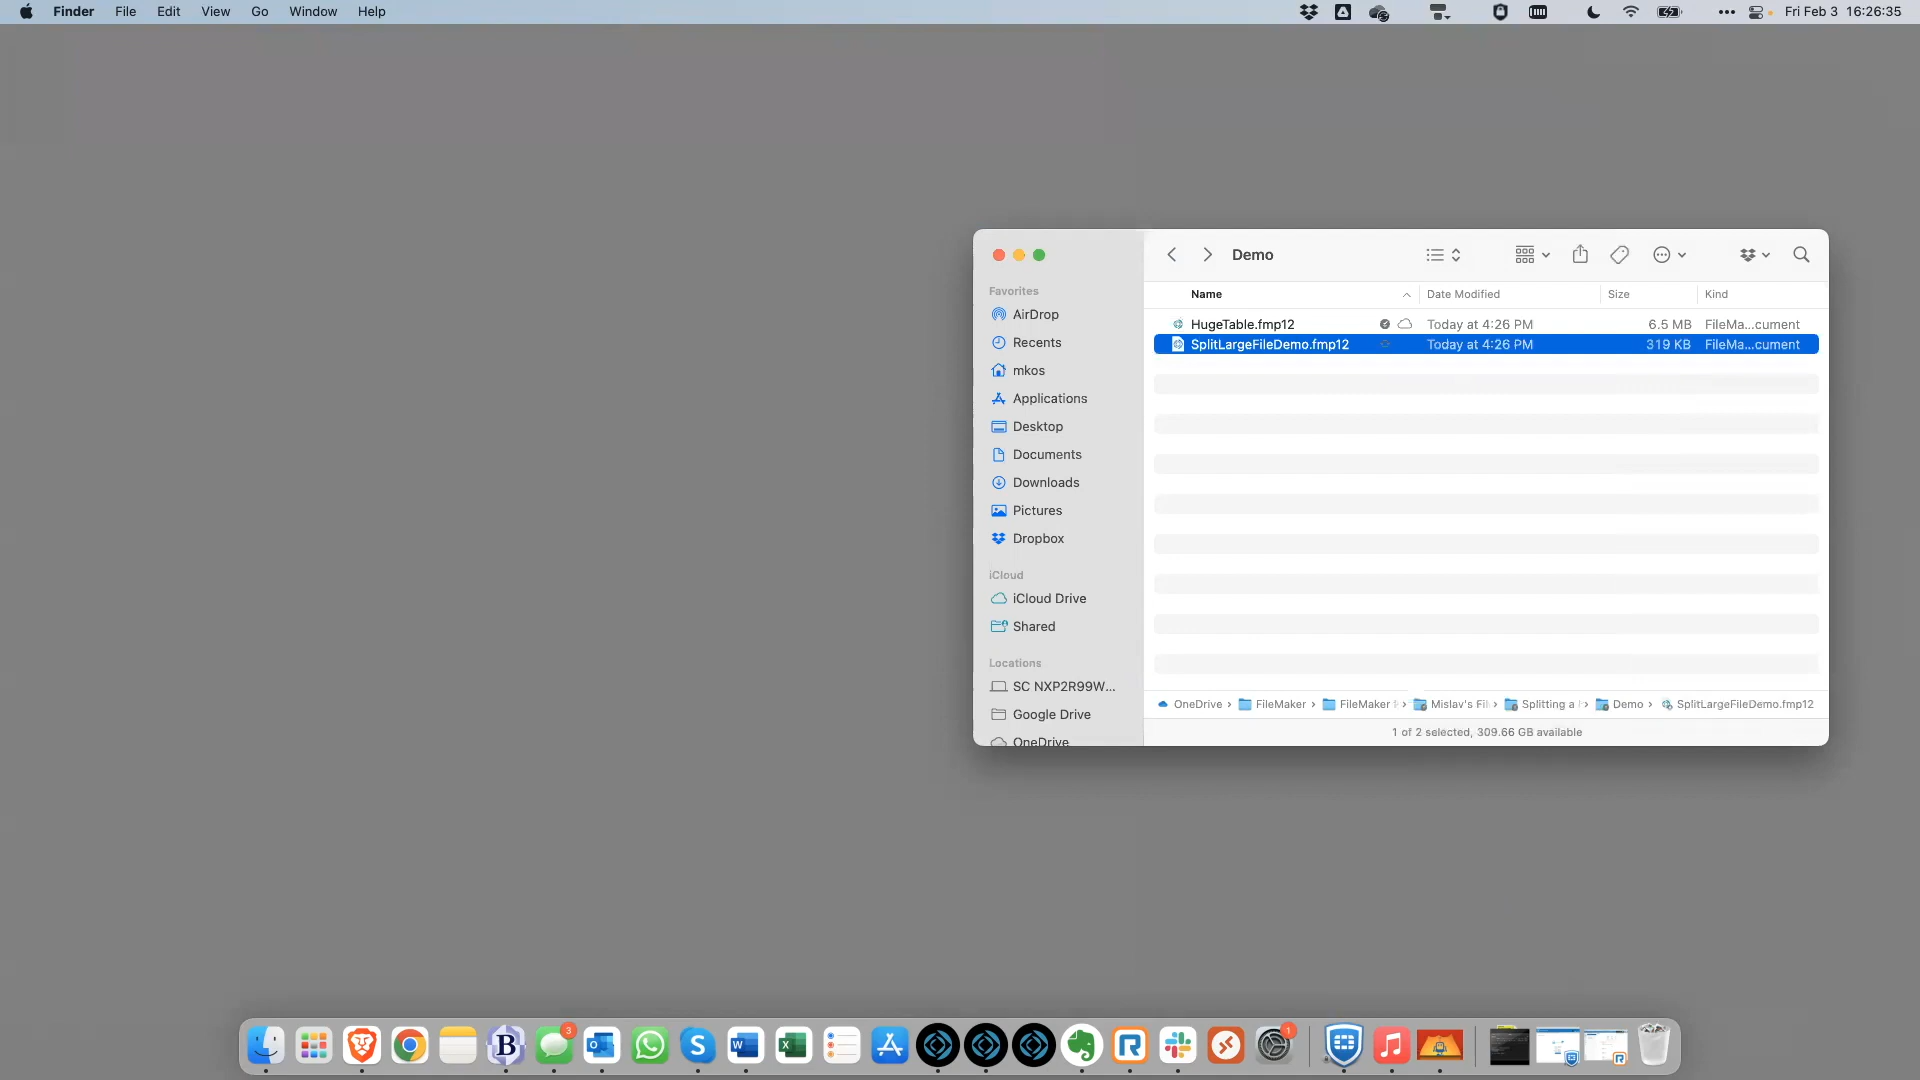 Finder File Edit View Go Window Help Fri Feb 3 16:26:35
Demo
Favorites
AirDrop
Recents
mkos
Applications
Desktop
Documents
Downloads
Pictures
Dropbox
iCloud
iCloud Drive
Shared
Locations
SC NXP2R99W...
Google Drive
OneDrive
Name Date Modified Size Kind
HugeTable.fmp12 Today at 4:26 PM 6.5 MB FileMa...cument
SplitLargeFileDemo.fmp12 Today at 4:26 PM 319 KB FileMa...cument
OneDrive › FileMaker › FileMaker › Mislav's Fil › Splitting a › Demo › SplitLargeFileDemo.fmp12
1 of 2 selected, 309.66 GB available
3
1